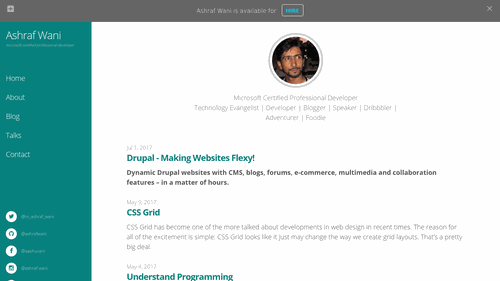 Ashraf Wani is available for HIRE
Ashraf Wani
Microsoft Certified Professional Developer
Home
About
Blog
Talks
Contact
Microsoft Certified Professional Developer
Technology Evangelist | Developer | Blogger | Speaker | Dribbbler |
Adventurer | Foodie
Jul 1, 2017
Drupal - Making Websites Flexy!
Dynamic Drupal websites with CMS, blogs, forums, e-commerce, multimedia and collaboration
features – in a matter of hours.
May 9, 2017
CSS Grid
CSS Grid has become one of the more talked about developments in web design in recent times. The reason for
all of the excitement is simple: CSS Grid looks like it just may change the way we create grid layouts. That's a pretty
big deal.
May 4, 2017
Understand Programming